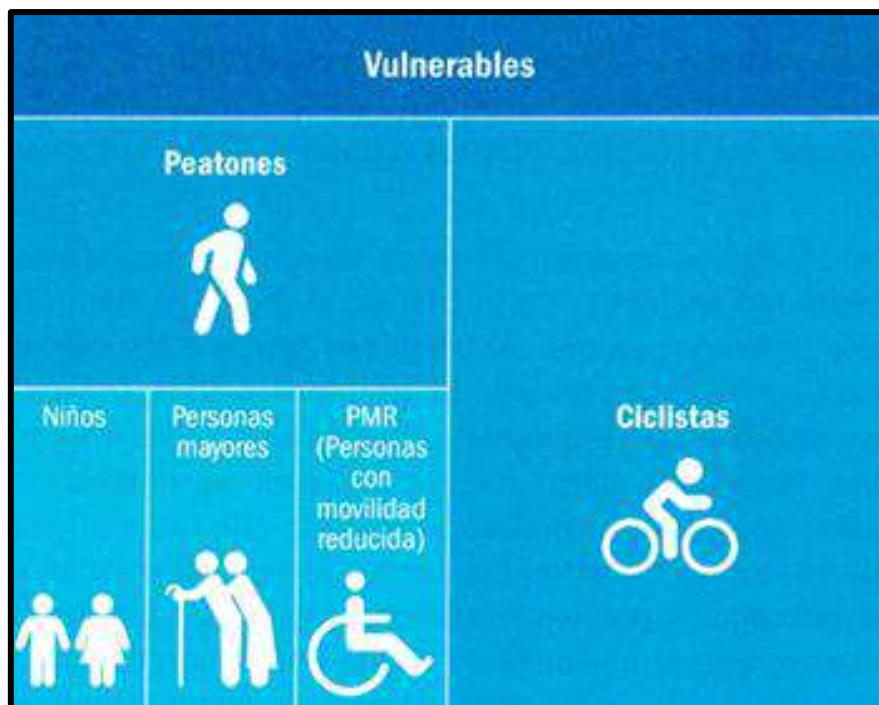 Vulnerables
Peatones
Niños
Personas
mayores
PMR
(Personas
con
movilidad
reducida)
Ciclistas